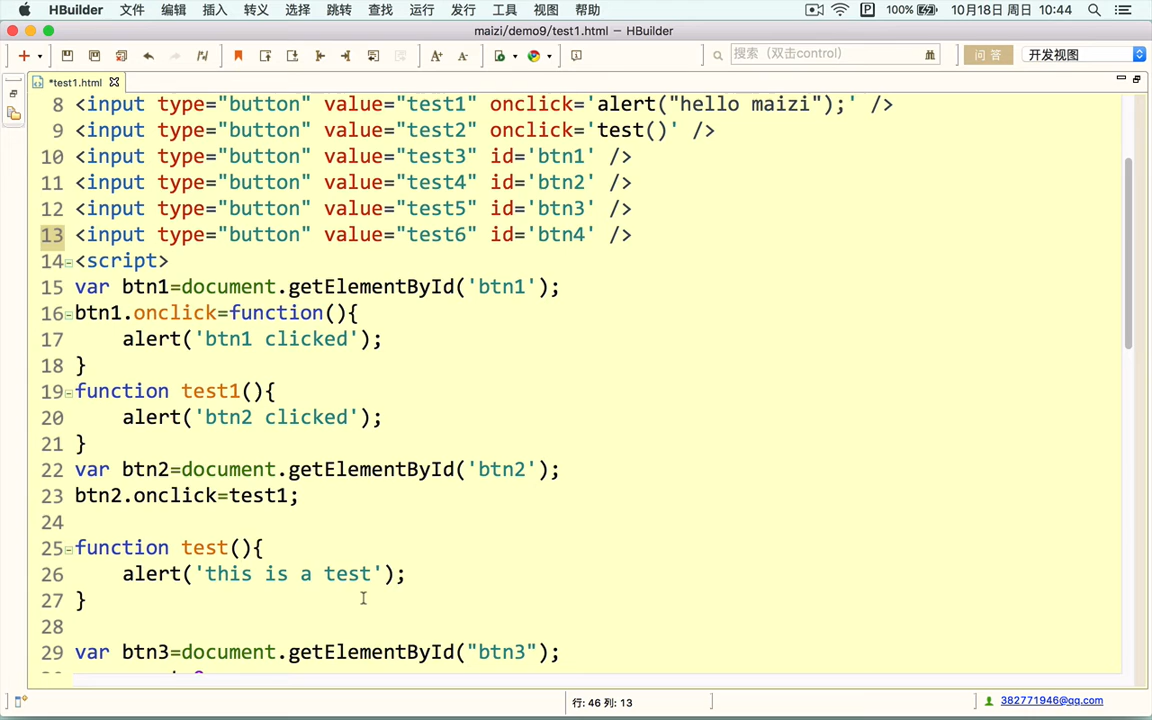 HBuilder 文件 编辑 插入 转义 选择 跳转 查找 运行 发行 工具 视图 帮助 100% 10月18日 周日 10:44
maizi/demo9/test1.html — HBuilder
搜索（双击control） 问 答 开发视图
*test1.html
8 <input type="button" value="test1" onclick='alert("hello maizi");' />
9 <input type="button" value="test2" onclick='test()' />
10 <input type="button" value="test3" id='btn1' />
11 <input type="button" value="test4" id='btn2' />
12 <input type="button" value="test5" id='btn3' />
13 <input type="button" value="test6" id='btn4' />
14 <script>
15 var btn1=document.getElementById('btn1');
16 btn1.onclick=function(){
17     alert('btn1 clicked');
18 }
19 function test1(){
20     alert('btn2 clicked');
21 }
22 var btn2=document.getElementById('btn2');
23 btn2.onclick=test1;
24
25 function test(){
26     alert('this is a test');
27 }
28
29 var btn3=document.getElementById("btn3");
行: 46 列: 13 382771946@qq.com